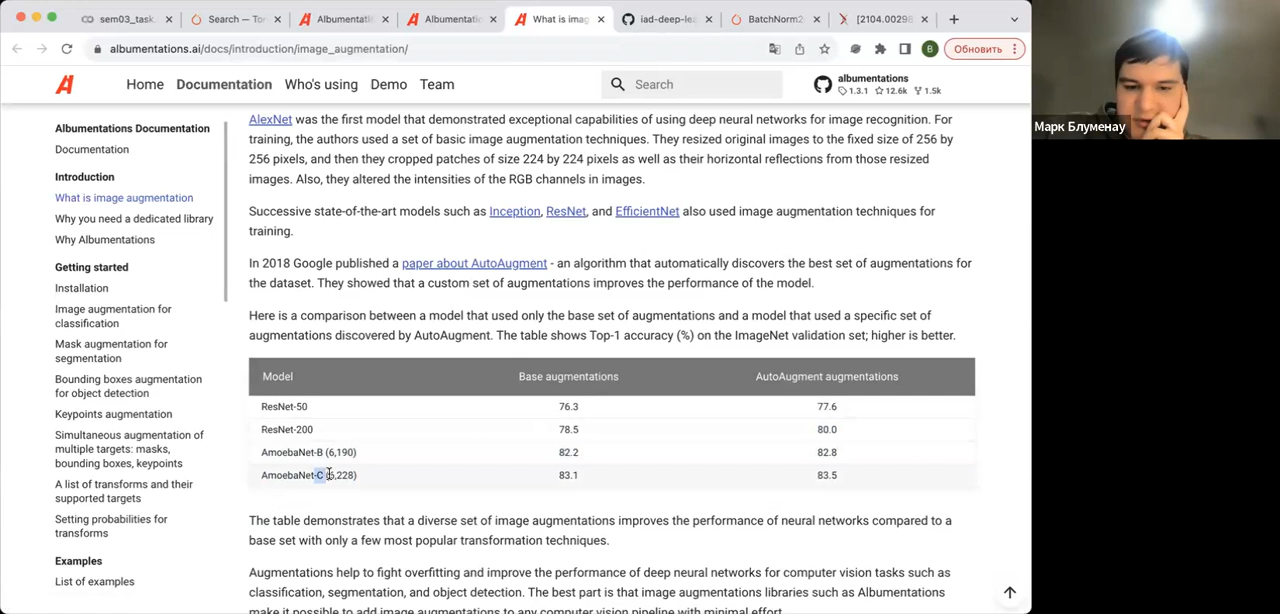 sem03_task.
Search — To
Albumentati
Albumentati
What is imag
iad-deep-lea
BatchNorm2
[2104.00298
albumentations.ai/docs/introduction/image_augmentation/
B
Обновить
Home
Documentation
Who's using
Demo
Team
Search
albumentations
1.3.1
12.6k
1.5k
Марк Блуменау
Albumentations Documentation
Documentation
Introduction
What is image augmentation
Why you need a dedicated library
Why Albumentations
Getting started
Installation
Image augmentation for
classification
Mask augmentation for
segmentation
Bounding boxes augmentation
for object detection
Keypoints augmentation
Simultaneous augmentation of
multiple targets: masks,
bounding boxes, keypoints
A list of transforms and their
supported targets
Setting probabilities for
transforms
Examples
List of examples
AlexNet was the first model that demonstrated exceptional capabilities of using deep neural networks for image recognition. For
training, the authors used a set of basic image augmentation techniques. They resized original images to the fixed size of 256 by
256 pixels, and then they cropped patches of size 224 by 224 pixels as well as their horizontal reflections from those resized
images. Also, they altered the intensities of the RGB channels in images.
Successive state-of-the-art models such as Inception, ResNet, and EfficientNet also used image augmentation techniques for
training.
In 2018 Google published a paper about AutoAugment - an algorithm that automatically discovers the best set of augmentations for
the dataset. They showed that a custom set of augmentations improves the performance of the model.
Here is a comparison between a model that used only the base set of augmentations and a model that used a specific set of
augmentations discovered by AutoAugment. The table shows Top-1 accuracy (%) on the ImageNet validation set; higher is better.
Model Base augmentations AutoAugment augmentations
ResNet-50 76.3 77.6
ResNet-200 78.5 80.0
AmoebaNet-B (6,190) 82.2 82.8
AmoebaNet-C (6,228) 83.1 83.5
The table demonstrates that a diverse set of image augmentations improves the performance of neural networks compared to a
base set with only a few most popular transformation techniques.
Augmentations help to fight overfitting and improve the performance of deep neural networks for computer vision tasks such as
classification, segmentation, and object detection. The best part is that image augmentations libraries such as Albumentations
make it possible to add image augmentations to any computer vision pipeline with minimal effort.